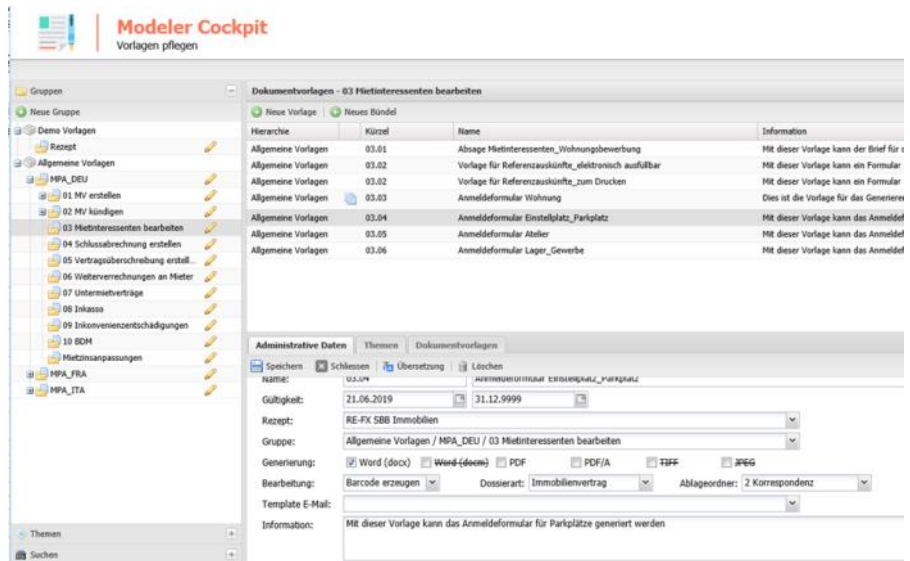 Modeler Cockpit
Vorlagen pflegen
Gruppen
Neue Gruppe
Demo Vorlagen
Rezept
Allgemeine Vorlagen
MPA_DEU
01 MV erstellen
02 MV kündigen
03 Mietinteressenten bearbeiten
04 Schlussabrechnung erstellen
05 Vertragsüberschreibung erstell...
06 Weiterverrechnungen an Mieter
07 Untermietverträge
08 Inkasso
09 Inkonvenienzentschädigungen
10 BDM
Mietzinsanpassungen
MPA_FRA
MPA_ITA
Themen
Suchen
Dokumentvorlagen - 03 Mietinteressenten bearbeiten
Neue Vorlage Neues Bündel
Hierarchie Kürzel Name Information
Allgemeine Vorlagen 03.01 Absage Mietinteressenten_Wohnungsbewerbung Mit dieser Vorlage kann der Brief für
Allgemeine Vorlagen 03.02 Vorlage für Referenzauskünfte_elektronisch ausfüllbar Mit dieser Vorlage kann ein Formular
Allgemeine Vorlagen 03.02 Vorlage für Referenzauskünfte_zum Drucken Mit dieser Vorlage kann ein Formular
Allgemeine Vorlagen 03.03 Anmeldeformular Wohnung Dies ist die Vorlage für das Generieren
Allgemeine Vorlagen 03.04 Anmeldeformular Einstellplatz_Parkplatz Mit dieser Vorlage kann das Anmeldef
Allgemeine Vorlagen 03.05 Anmeldeformular Atelier Mit dieser Vorlage kann das Anmeldef
Allgemeine Vorlagen 03.06 Anmeldeformular Lager_Gewerbe Mit dieser Vorlage kann das Anmeldef
Administrative Daten Themen Dokumentvorlagen
Speichern Schliessen Übersetzung Löschen
Name: 03.04 Anmeldeformular Einstellplatz_Parkplatz
Gültigkeit: 21.06.2019 31.12.9999
Rezept: RE-FX SBB Immobilien
Gruppe: Allgemeine Vorlagen / MPA_DEU / 03 Mietinteressenten bearbeiten
Generierung: Word (docx) Word (docm) PDF PDF/A TIFF JPEG
Bearbeitung: Barcode erzeugen Dossierart: Immobilienvertrag Ablageordner: 2 Korrespondenz
Template E-Mail:
Information: Mit dieser Vorlage kann das Anmeldeformular für Parkplätze generiert werden